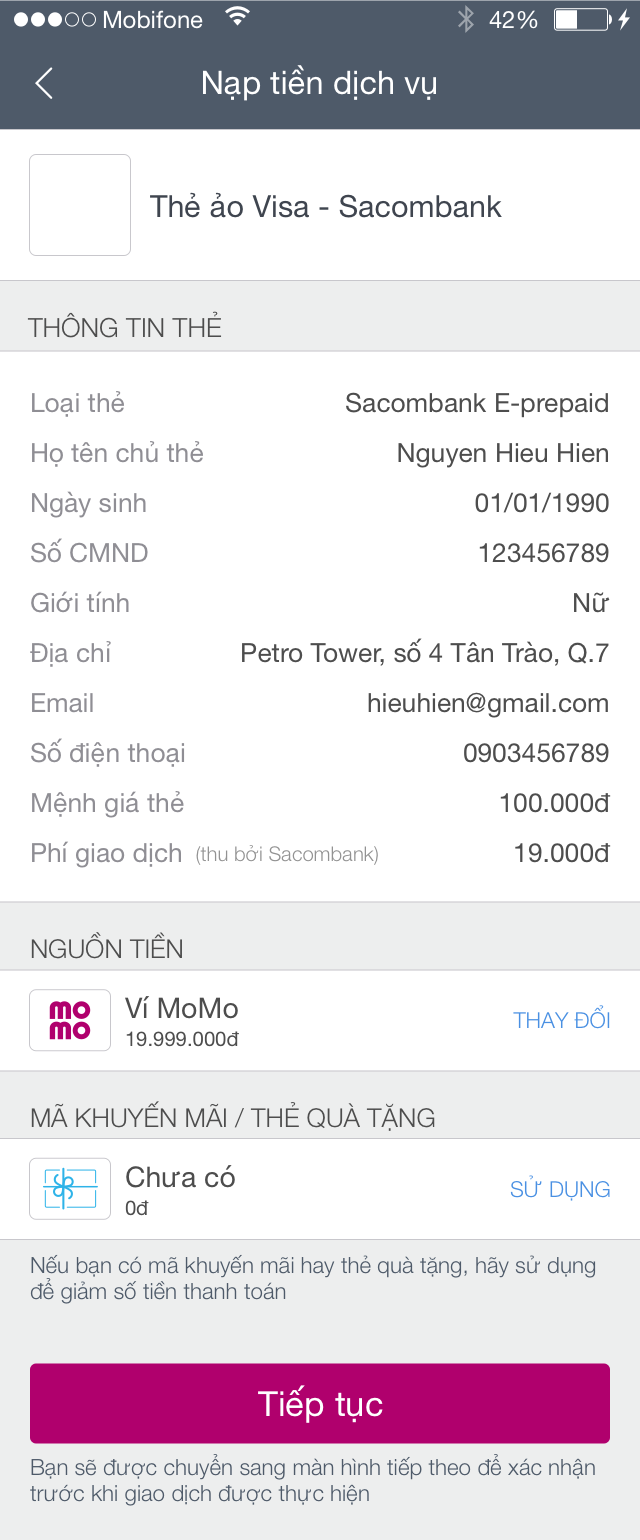 Mobifone 42%
Nạp tiền dịch vụ
Thẻ ảo Visa - Sacombank
THÔNG TIN THẺ
Loại thẻ Sacombank E-prepaid
Họ tên chủ thẻ Nguyen Hieu Hien
Ngày sinh 01/01/1990
Số CMND 123456789
Giới tính Nữ
Địa chỉ Petro Tower, số 4 Tân Trào, Q.7
Email hieuhien@gmail.com
Số điện thoại 0903456789
Mệnh giá thẻ 100.000đ
Phí giao dịch (thu bởi Sacombank) 19.000đ
NGUỒN TIỀN
mo
mo
Ví MoMo
19.999.000đ
THAY ĐỔI
MÃ KHUYẾN MÃI / THẺ QUÀ TẶNG
Chưa có
0đ
SỬ DỤNG
Nếu bạn có mã khuyến mãi hay thẻ quà tặng, hãy sử dụng
để giảm số tiền thanh toán
Tiếp tục
Bạn sẽ được chuyển sang màn hình tiếp theo để xác nhận
trước khi giao dịch được thực hiện